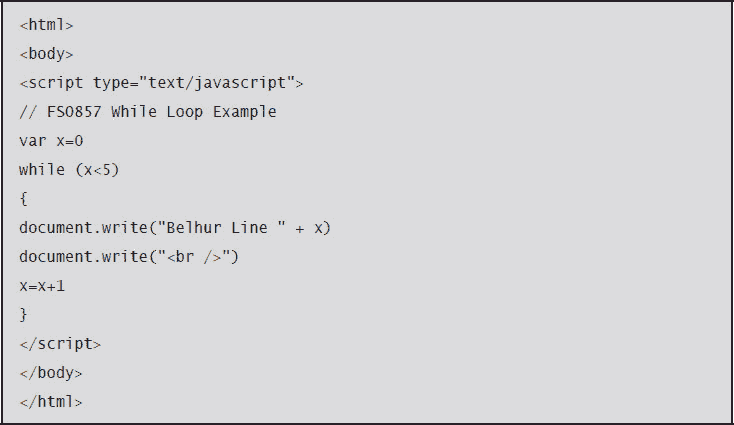 <html>
<body>
<script type="text/javascript">
// FS0857 While Loop Example
var x=0
while (x<5)
{
document.write("Belhur Line " + x)
document.write("<br />")
x=x+1
}
</script>
</body>
</html>